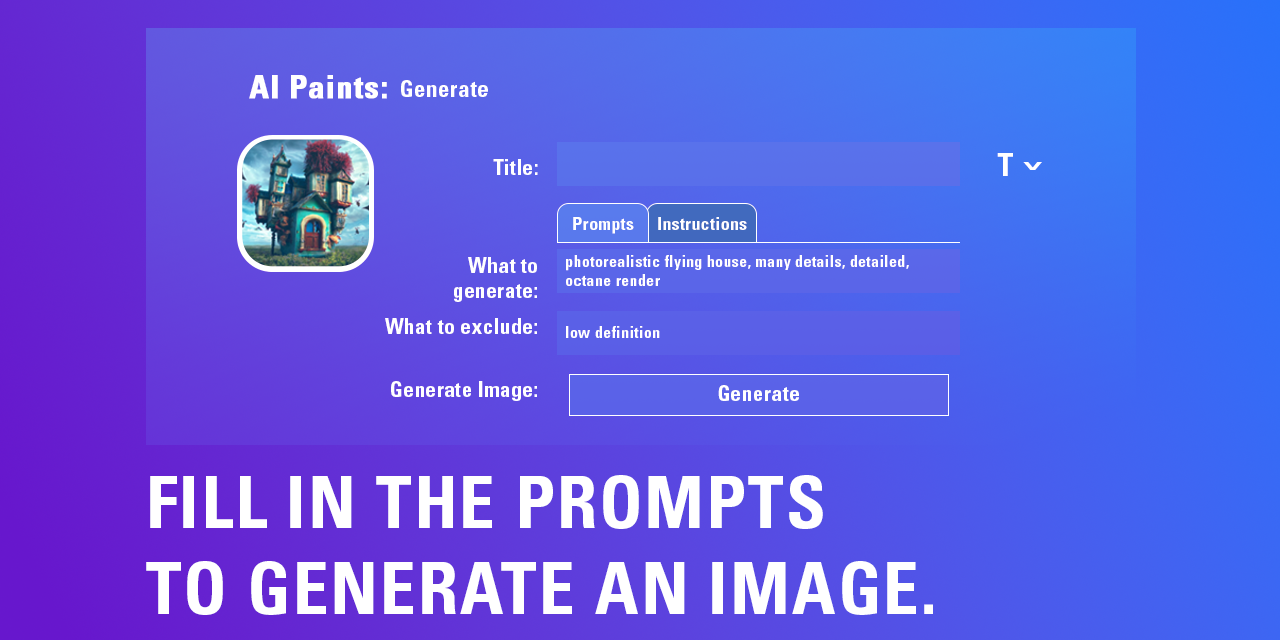 AI Paints: Generate
Title:
T
Prompts
Instructions
What to
generate:
photorealistic flying house, many details, detailed,
octane render
What to exclude:
low definition
Generate Image:
Generate
FILL IN THE PROMPTS
TO GENERATE AN IMAGE.